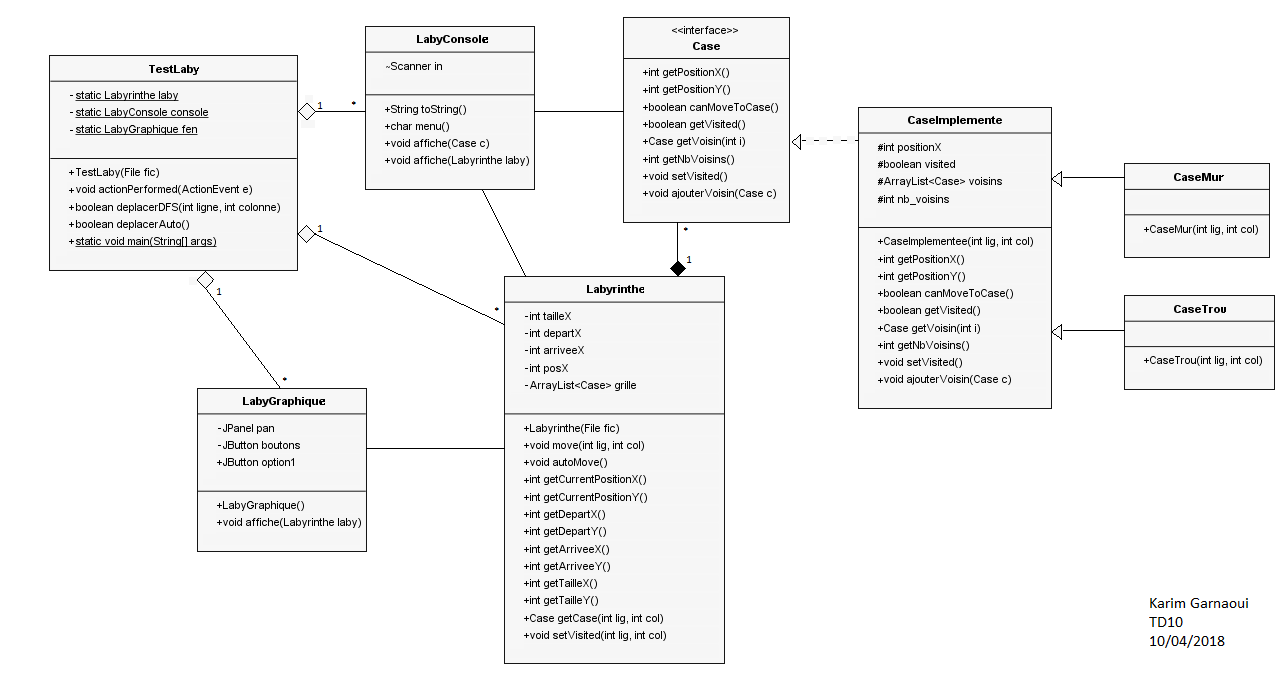 TestLaby
- static Labyrinthe laby
- static LabyConsole console
- static LabyGraphique fen
+TestLaby(File fic)
+void actionPerformed(ActionEvent e)
+boolean deplacerDFS(int ligne, int colonne)
+boolean deplacerAuto()
+static void main(String[] args)
1
*
1
*
1
*
LabyConsole
~Scanner in
+String toString()
+char menu()
+void affiche(Case c)
+void affiche(Labyrinthe laby)
<<interface>>
Case
+int getPositionX()
+int getPositionY()
+boolean canMoveToCase()
+boolean getVisited()
+Case getVoisin(int i)
+int getNbVoisins()
+void setVisited()
+void ajouterVoisin(Case c)
*
1
CaseImplemente
#int positionX
#boolean visited
#ArrayList<Case> voisins
#int nb_voisins
+CaseImplementee(int lig, int col)
+int getPositionX()
+int getPositionY()
+boolean canMoveToCase()
+boolean getVisited()
+Case getVoisin(int i)
+int getNbVoisins()
+void setVisited()
+void ajouterVoisin(Case c)
CaseMur
+CaseMur(int lig, int col)
CaseTrou
+CaseTrou(int lig, int col)
LabyGraphique
-JPanel pan
-JButton boutons
+JButton option1
+LabyGraphique()
+void affiche(Labyrinthe laby)
Labyrinthe
-int tailleX
-int departX
-int arriveeX
-int posX
-ArrayList<Case> grille
+Labyrinthe(File fic)
+void move(int lig, int col)
+void autoMove()
+int getCurrentPositionX()
+int getCurrentPositionY()
+int getDepartX()
+int getDepartY()
+int getArriveeX()
+int getArriveeY()
+int getTailleX()
+int getTailleY()
+Case getCase(int lig, int col)
+void setVisited(int lig, int col)
Karim Garnaoui
TD10
10/04/2018